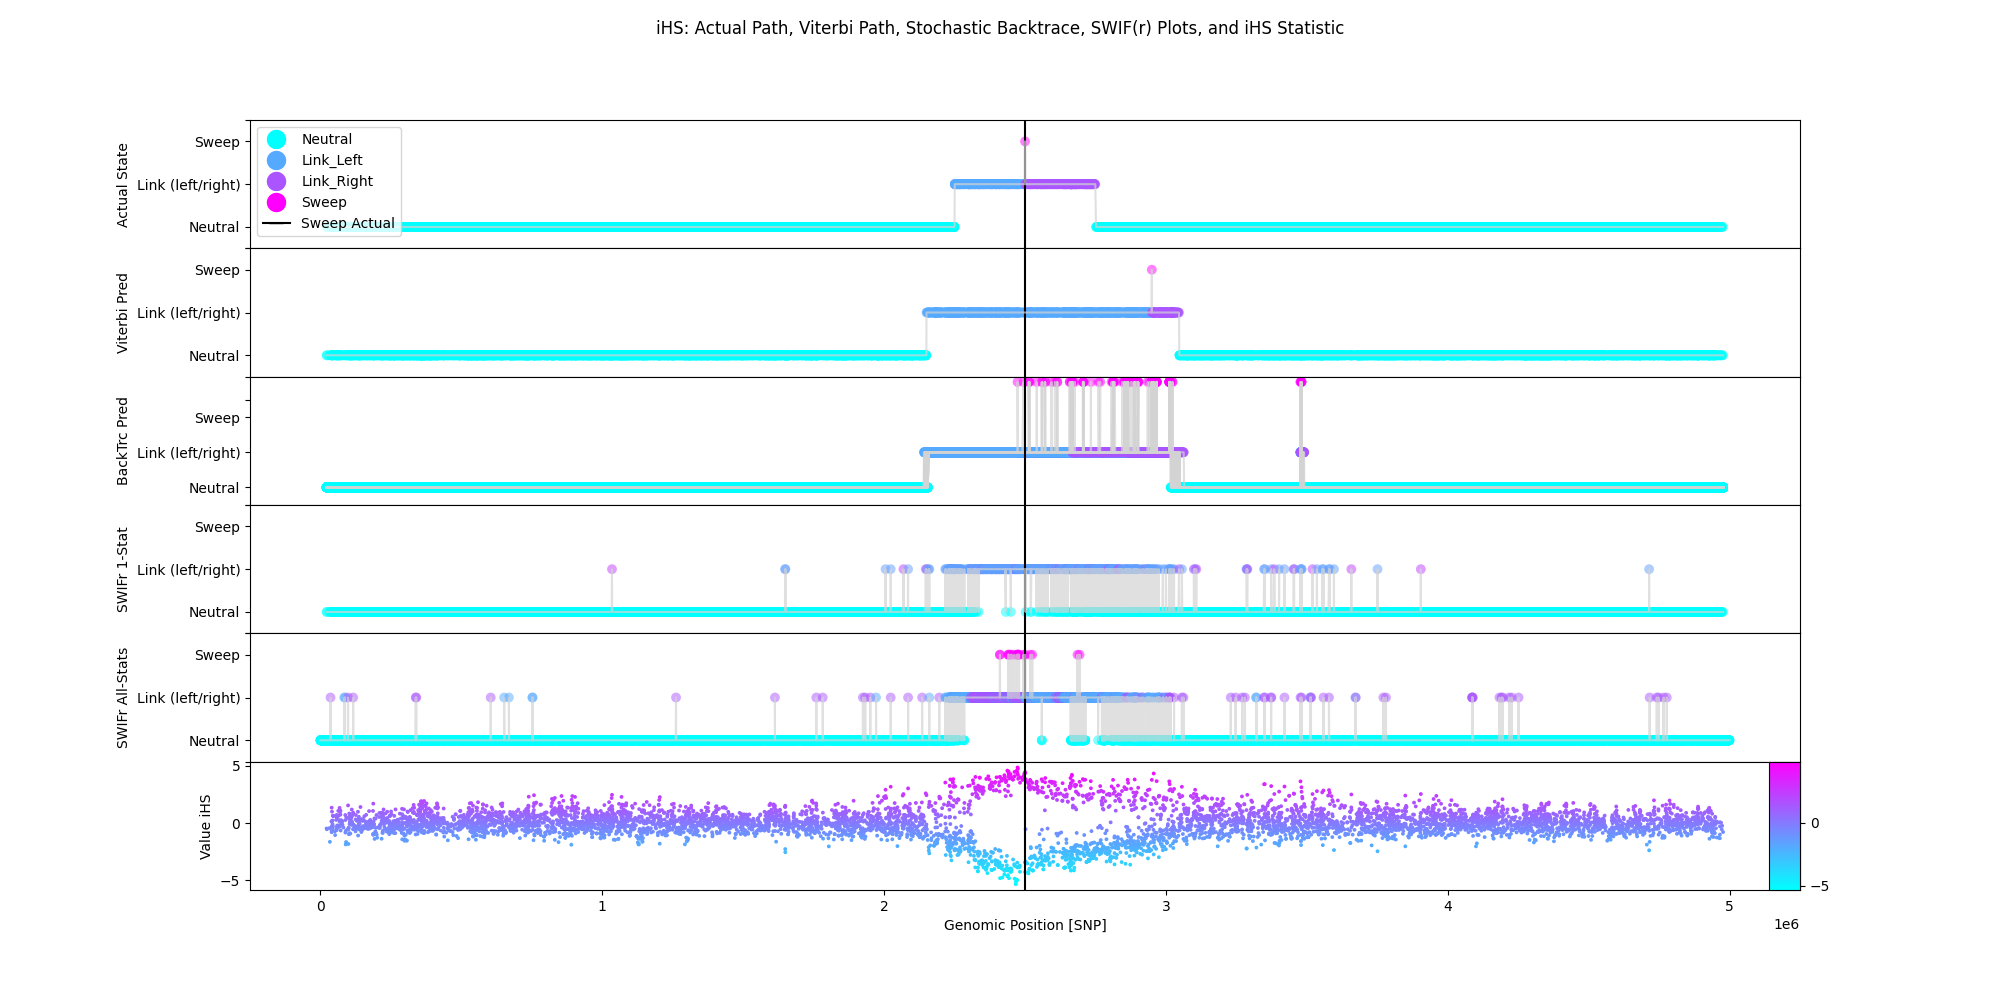 iHS: Actual Path, Viterbi Path, Stochastic Backtrace, SWIF(r) Plots, and iHS Statistic
Actual State
Sweep
Link (left/right)
Neutral
Neutral
Link_Left
Link_Right
Sweep
Sweep Actual
Viterbi Pred
Sweep
Link (left/right)
Neutral
BackTrc Pred
Sweep
Link (left/right)
Neutral
SWIFr 1-Stat
Sweep
Link (left/right)
Neutral
SWIFr All-Stats
Sweep
Link (left/right)
Neutral
Value iHS
5
0
−5
0
−5
0 1 2 3 4 5
1e6
Genomic Position [SNP]